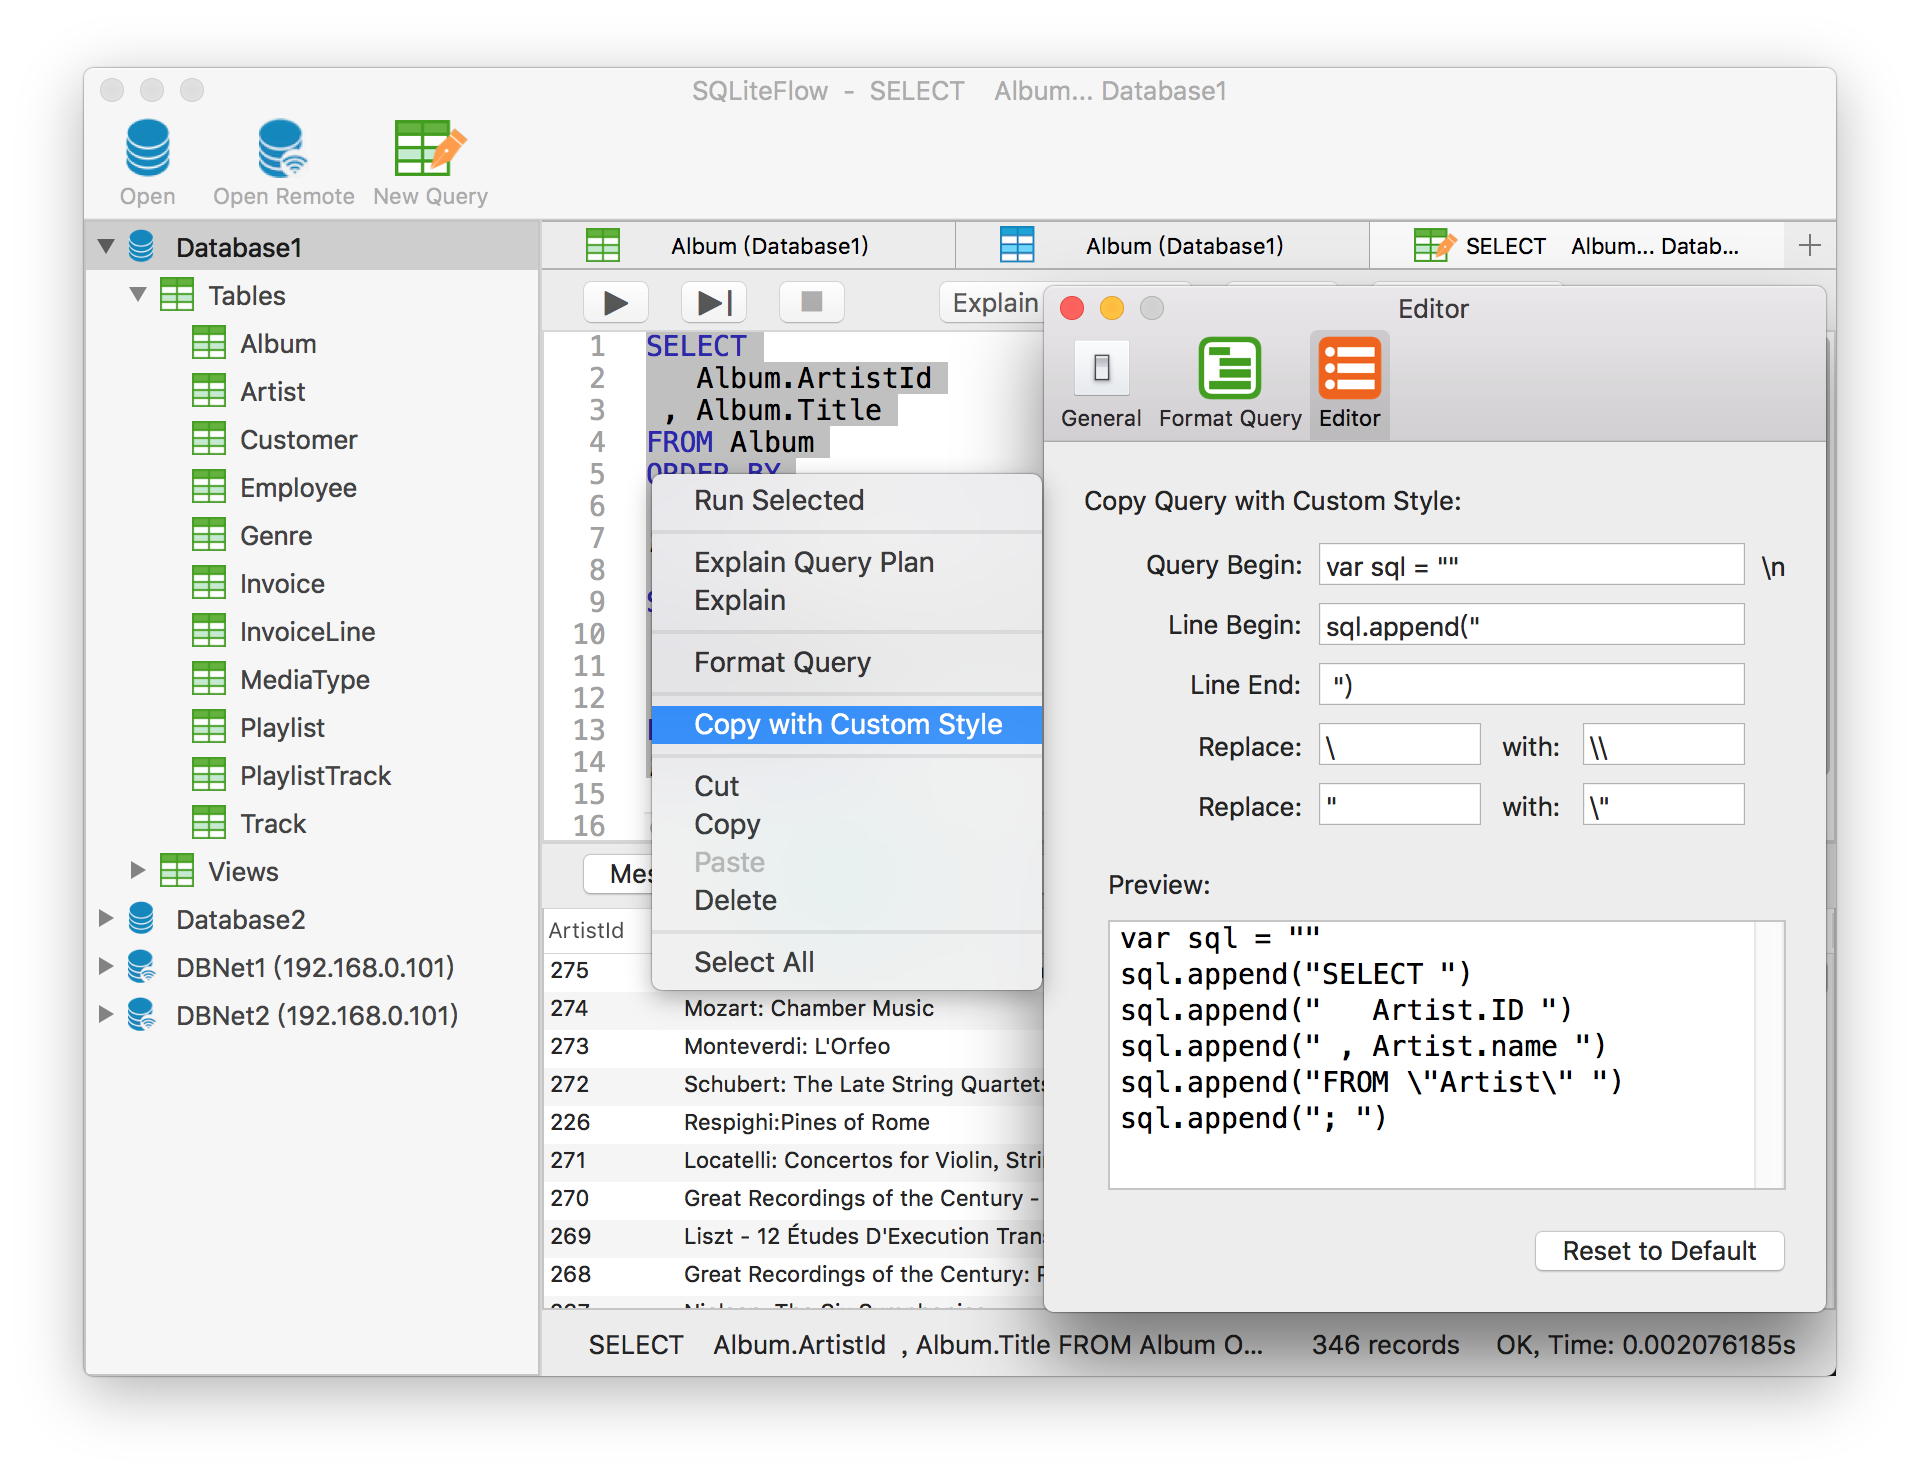 SQLiteFlow - SELECT Album... Database1
Open
Open Remote
New Query
Database1
Tables
Album
Artist
Customer
Employee
Genre
Invoice
InvoiceLine
MediaType
Playlist
PlaylistTrack
Track
Views
Database2
DBNet1 (192.168.0.101)
DBNet2 (192.168.0.101)
Album (Database1)
Album (Database1)
SELECT Album... Datab...
Explain
1 SELECT
2 Album.ArtistId
3 , Album.Title
4 FROM Album
5 ORDER BY
6
7
8
9
10
11
12
13
14
15
16
Run Selected
Explain Query Plan
Explain
Format Query
Copy with Custom Style
Cut
Copy
Paste
Delete
Select All
ArtistId
275
274 Mozart: Chamber Music
273 Monteverdi: L'Orfeo
272 Schubert: The Late String Quartets
226 Respighi:Pines of Rome
271 Locatelli: Concertos for Violin,
270 Great Recordings of the Century -
269 Liszt - 12 Études D'Execution
268 Great Recordings of the Century:
SELECT Album.ArtistId , Album.Title FROM Album O...
346 records
OK, Time: 0.002076185s
Editor
General
Format Query
Editor
Copy Query with Custom Style:
Query Begin: var sql = "" \n
Line Begin: sql.append("
Line End: ")
Replace: \ with: \\
Replace: " with: \"
Preview:
var sql = ""
sql.append("SELECT ")
sql.append("   Artist.ID ")
sql.append(" , Artist.name ")
sql.append("FROM \"Artist\" ")
sql.append("; ")
Reset to Default